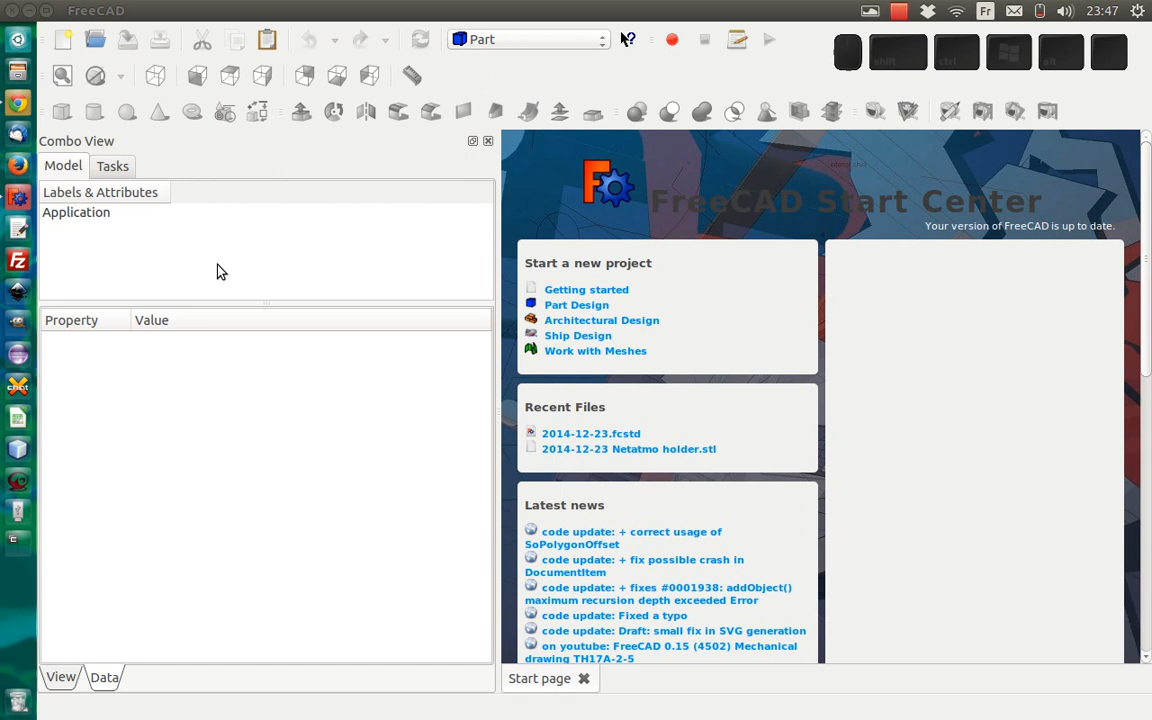 FreeCAD
Fr
23:47
Part
shift
ctrl
alt
Combo View
Model
Tasks
Labels & Attributes
Application
Property
Value
View
Data
FreeCAD Start Center
Your version of FreeCAD is up to date.
Start a new project
Getting started
Part Design
Architectural Design
Ship Design
Work with Meshes
Recent Files
2014-12-23.fcstd
2014-12-23 Netatmo holder.stl
Latest news
code update: + correct usage of
SoPolygonOffset
code update: + fix possible crash in
DocumentItem
code update: + fixes #0001938: addObject()
maximum recursion depth exceeded Error
code update: Fixed a typo
code update: Draft: small fix in SVG generation
on youtube: FreeCAD 0.15 (4502) Mechanical
drawing TH17A-2-5
Start page